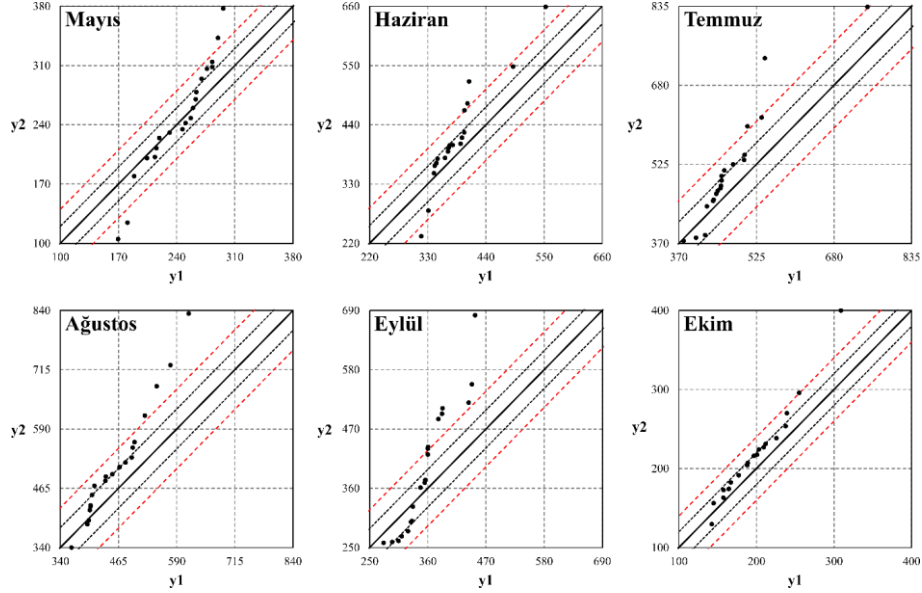 Mayıs
380
310
240
170
100
y2
100 170 240 310 380
y1
Haziran
660
550
440
330
220
y2
220 330 440 550 660
y1
Temmuz
835
680
525
370
y2
370 525 680 835
y1
Ağustos
840
715
590
465
340
y2
340 465 590 715 840
y1
Eylül
690
580
470
360
250
y2
250 360 470 580 690
y1
Ekim
400
300
200
100
y2
100 200 300 400
y1